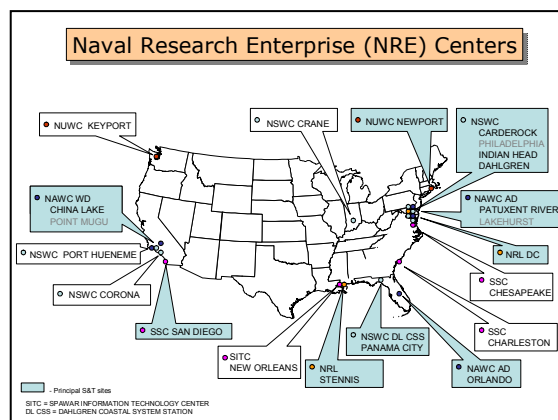 Naval Research Enterprise (NRE) Centers
NUWC KEYPORT
NSWC CRANE
NUWC NEWPORT
NSWC
CARDEROCK
PHILADELPHIA
INDIAN HEAD
DAHLGREN
NAWC WD
CHINA LAKE
POINT MUGU
NAWC AD
PATUXENT RIVER
LAKEHURST
NSWC PORT HUENEME
NRL DC
NSWC CORONA
SSC
CHESAPEAKE
SSC SAN DIEGO
SSC
CHARLESTON
SITC
NEW ORLEANS
NRL
STENNIS
NSWC DL CSS
PANAMA CITY
NAWC AD
ORLANDO
- Principal S&T sites
SITC = SPAWAR INFORMATION TECHNOLOGY CENTER
DL CSS = DAHLGREN COASTAL SYSTEM STATION